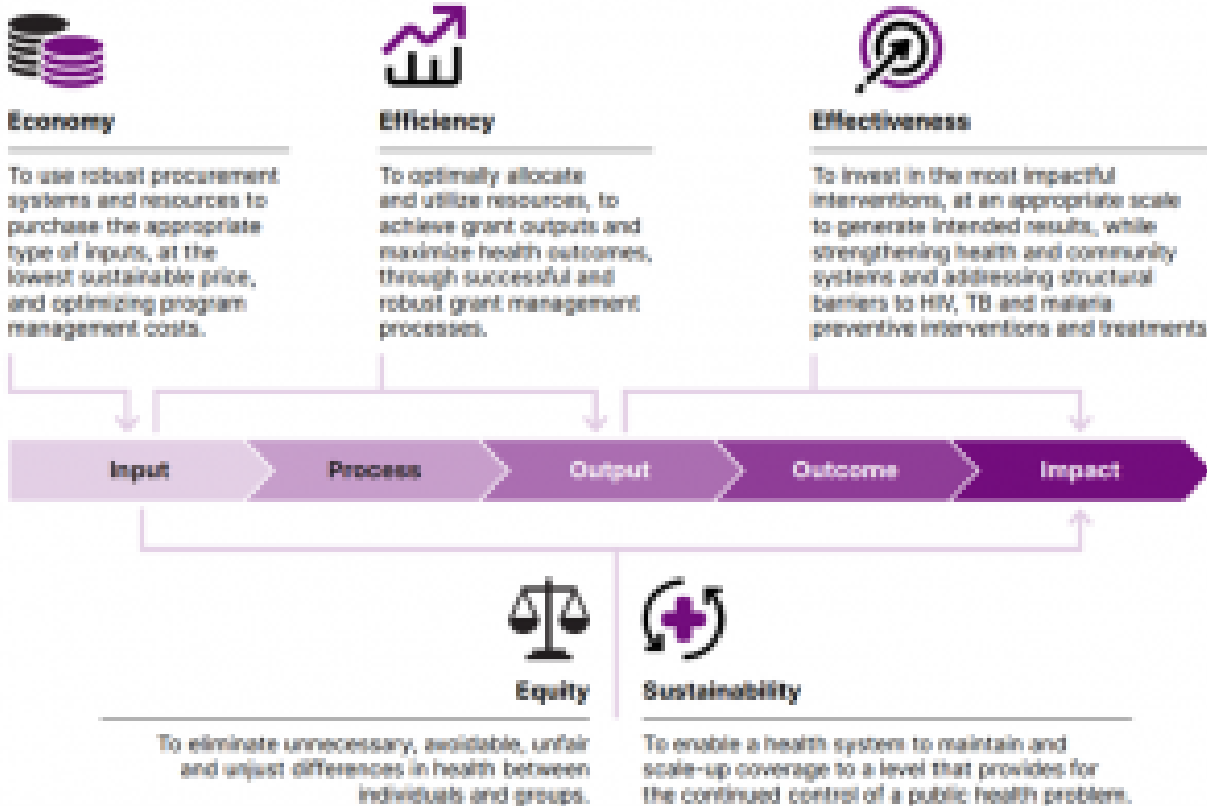 Economy
To use robust procurement
systems and resources to
purchase the appropriate
type of inputs, at the
lowest sustainable price,
and optimizing program
management costs.
Efficiency
To optimally allocate
and utilize resources, to
achieve grant outputs and
maximize health outcomes,
through successful and
robust grant management
processes.
Effectiveness
To invest in the most impactful
interventions, at an appropriate scale
to generate intended results, while
strengthening health and community
systems and addressing structural
barriers to HIV, TB and malaria
preventive interventions and treatments
Input
Process
Output
Outcome
Impact
Equity
To eliminate unnecessary, avoidable, unfair
and unjust differences in health between
individuals and groups.
Sustainability
To enable a health system to maintain and
scale-up coverage to a level that provides for
the continued control of a public health problem.